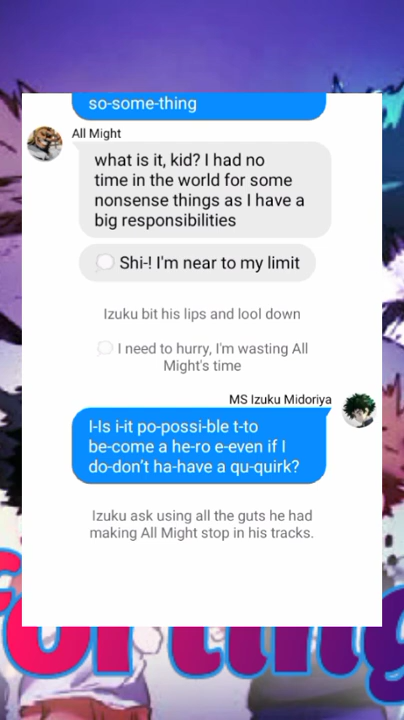 so-some-thing
All Might
what is it, kid? I had no
time in the world for some
nonsense things as I have a
big responsibilities
Shi-! I'm near to my limit
Izuku bit his lips and lool down
I need to hurry, I'm wasting All
Might's time
MS Izuku Midoriya
I-Is i-it po-possi-ble t-to
be-come a he-ro e-even if I
do-don't ha-have a qu-quirk?
Izuku ask using all the guts he had
making All Might stop in his tracks.